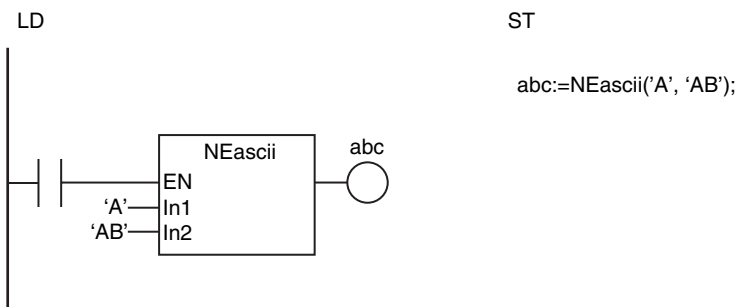 LD
ST
abc:=NEascii('A', ‘AB’);
NEascii
abc
EN
‘A’
In1
‘AB’
In2